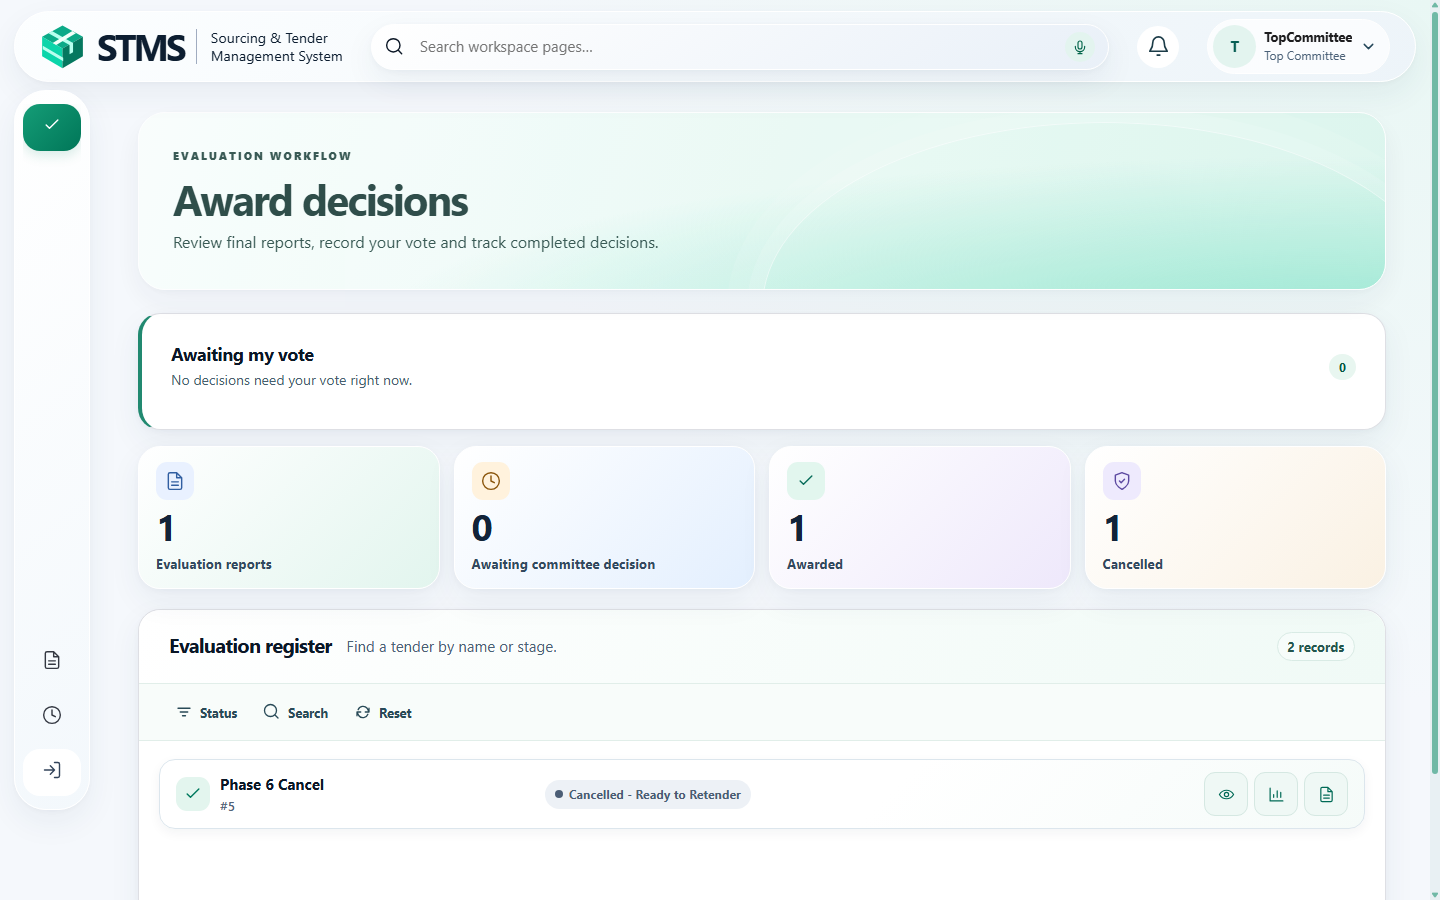 STMS
Sourcing & Tender
Management System
Search workspace pages...
T
TopCommittee
Top Committee
EVALUATION WORKFLOW
Award decisions
Review final reports, record your vote and track completed decisions.
Awaiting my vote
No decisions need your vote right now.
0
1
Evaluation reports
0
Awaiting committee decision
1
Awarded
1
Cancelled
Evaluation register
Find a tender by name or stage.
2 records
Status
Search
Reset
Phase 6 Cancel
#5
Cancelled - Ready to Retender